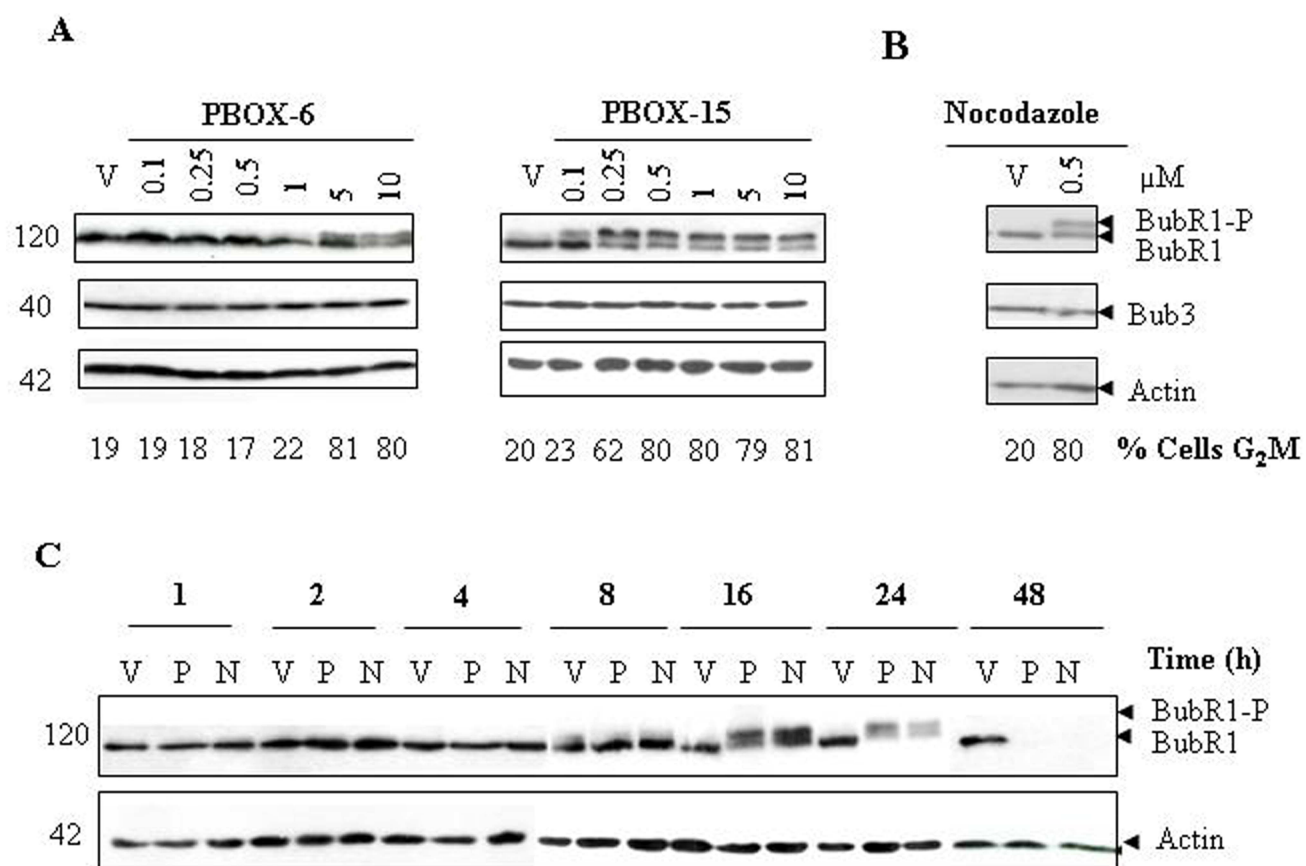 A
B
PBOX-6
PBOX-15
Nocodazole
V 0.1 0.25 0.5 1 5 10
V 0.1 0.25 0.5 1 5 10
V 0.5 µM
120
BubR1-P
BubR1
40
Bub3
42
Actin
19 19 18 17 22 81 80
20 23 62 80 80 79 81
20 80 % Cells G₂M
C
1 2 4 8 16 24 48
Time (h)
V P N V P N V P N V P N V P N V P N V P N
120
BubR1-P
BubR1
42
Actin